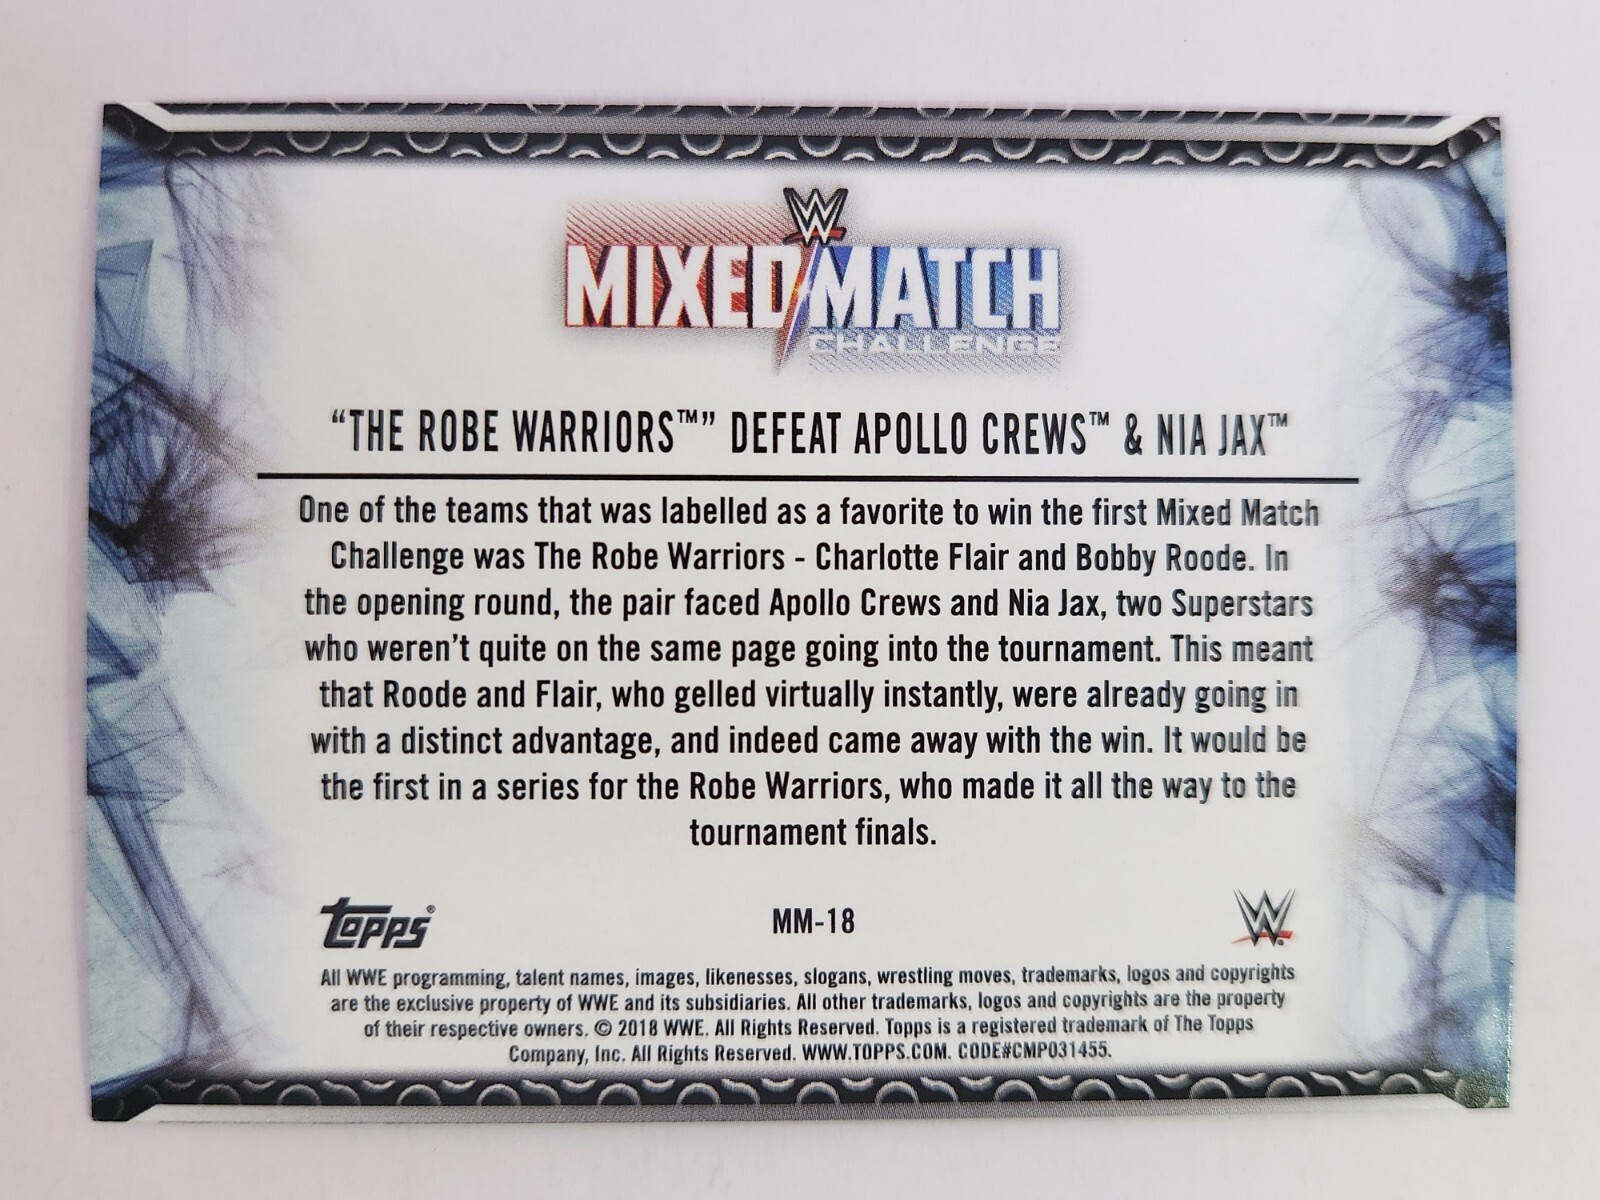 W
MIXED MATCH
CHALLENGE
“THE ROBE WARRIORS™” DEFEAT APOLLO CREWS™ & NIA JAX™
One of the teams that was labelled as a favorite to win the first Mixed Match
Challenge was The Robe Warriors - Charlotte Flair and Bobby Roode. In
the opening round, the pair faced Apollo Crews and Nia Jax, two Superstars
who weren’t quite on the same page going into the tournament. This meant
that Roode and Flair, who gelled virtually instantly, were already going in
with a distinct advantage, and indeed came away with the win. It would be
the first in a series for the Robe Warriors, who made it all the way to the
tournament finals.
Topps® MM-18 W
All WWE programming, talent names, images, likenesses, slogans, wrestling moves, trademarks, logos and copyrights
are the exclusive property of WWE and its subsidiaries. All other trademarks, logos and copyrights are the property
of their respective owners. © 2018 WWE. All Rights Reserved. Topps is a registered trademark of The Topps
Company, Inc. All Rights Reserved. WWW.TOPPS.COM. CODE#CMP031455.